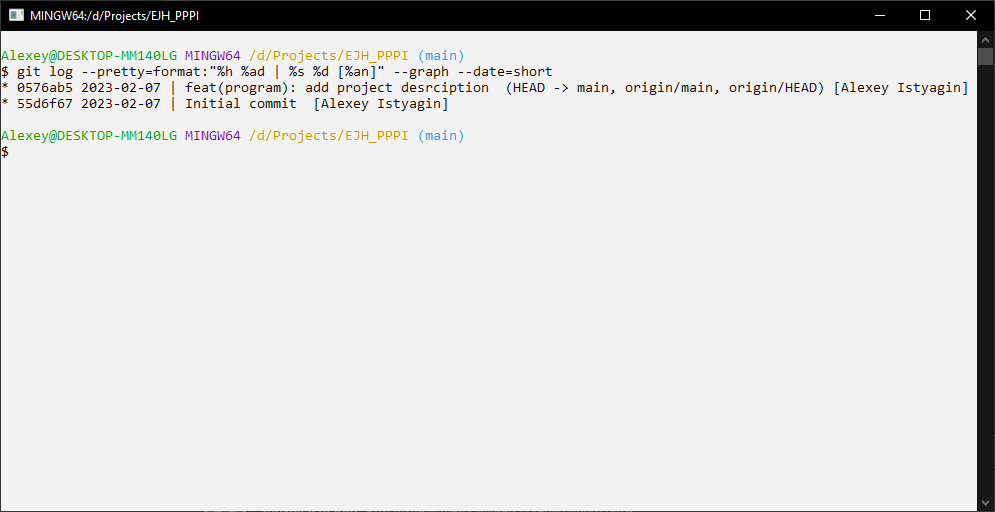 MINGW64:/d/Projects/EJH_PPPI
Alexey@DESKTOP-MM140LG MINGW64 /d/Projects/EJH_PPPI (main)
$ git log --pretty=format:"%h %ad | %s %d [%an]" --graph --date=short
* 0576ab5 2023-02-07 | feat(program): add project desrciption  (HEAD -> main, origin/main, origin/HEAD) [Alexey Istyagin]
* 55d6f67 2023-02-07 | Initial commit  [Alexey Istyagin]
Alexey@DESKTOP-MM140LG MINGW64 /d/Projects/EJH_PPPI (main)
$